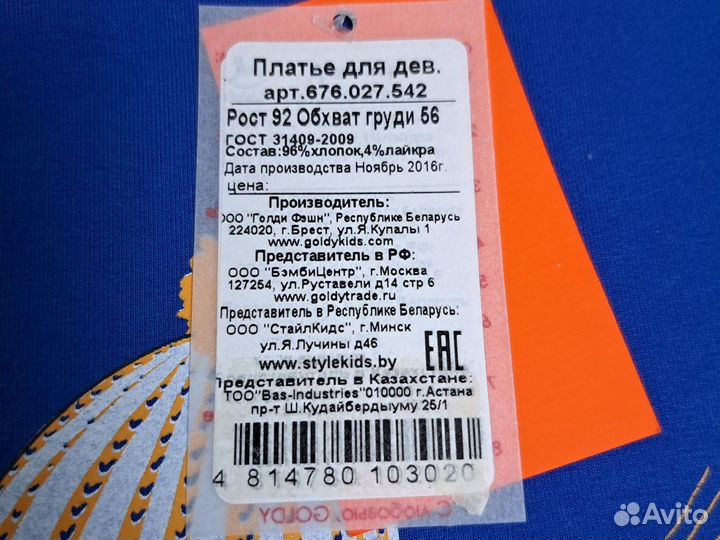 Платье для дев.
арт.676.027.542
Рост 92 Обхват груди 56
ГОСТ 31409-2009
Состав:96%хлопок,4%лайкра
Дата производства Ноябрь 2016г.
цена:
Производитель:
ООО "Голди Фэшн", Республике Беларусь
224020, г.Брест, ул.Я.Купалы 1
www.goldykids.com
Представитель в РФ:
ООО "БэмбиЦентр", г.Москва
127254, ул.Руставели д14 стр 6
www.goldytrade.ru
Представитель в Республике Беларусь:
ООО "СтайлКидс", г.Минск
ул.Я.Лучины д46
www.stylekids.by
EAC
Представитель в Казахстане:
ТОО"Bas-Industries"010000 г.Астана
пр-т Ш.Кудайбердыуму 25/1
4 814780 103020
С любовью, GOLDY
Avito